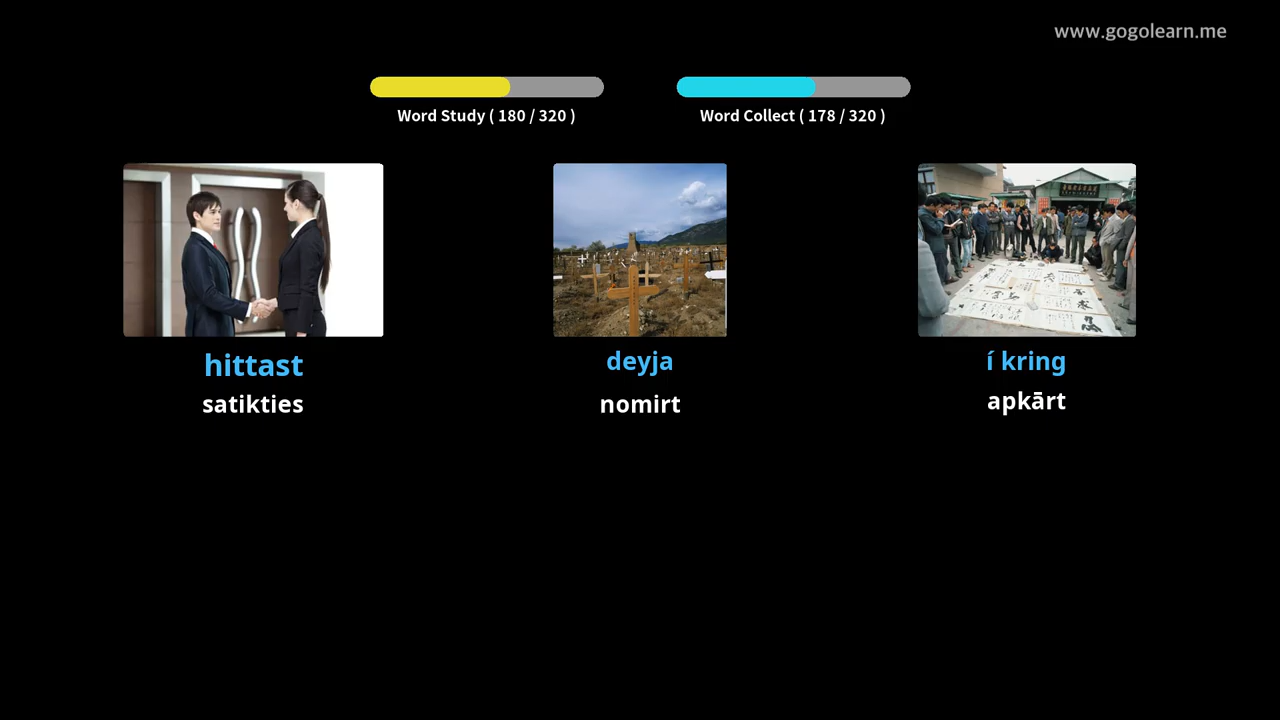 www.gogolearn.me
Word Study ( 180 / 320 )
Word Collect ( 178 / 320 )
hittast
satikties
deyja
nomirt
í kring
apkārt